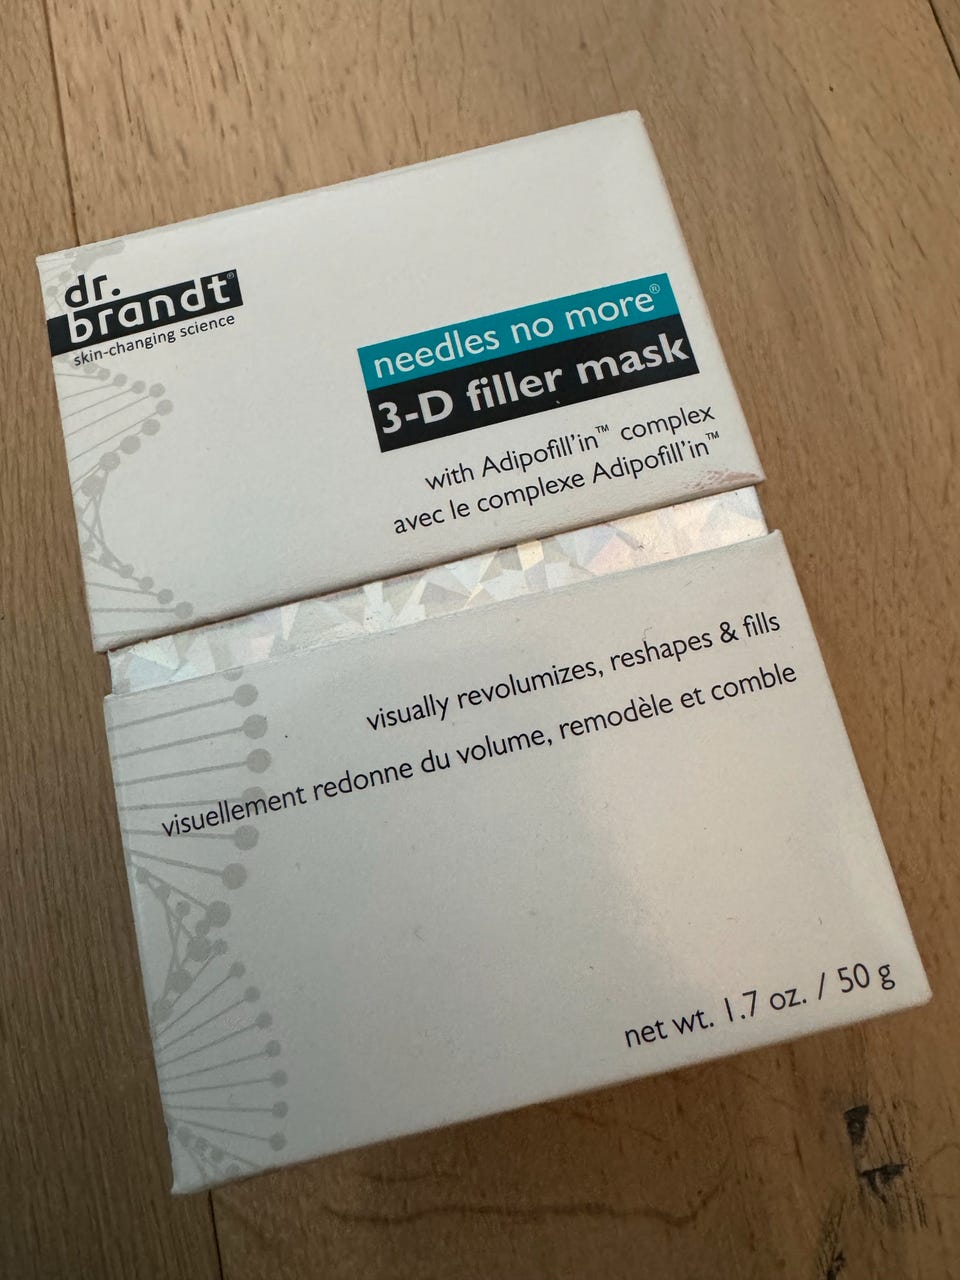 dr.
brandt®
skin-changing science
needles no more®
3-D filler mask
with Adipofill'in™ complex
avec le complexe Adipofill'in™
visually revolumizes, reshapes & fills
visuellement redonne du volume, remodèle et comble
net wt. 1.7 oz. / 50 g